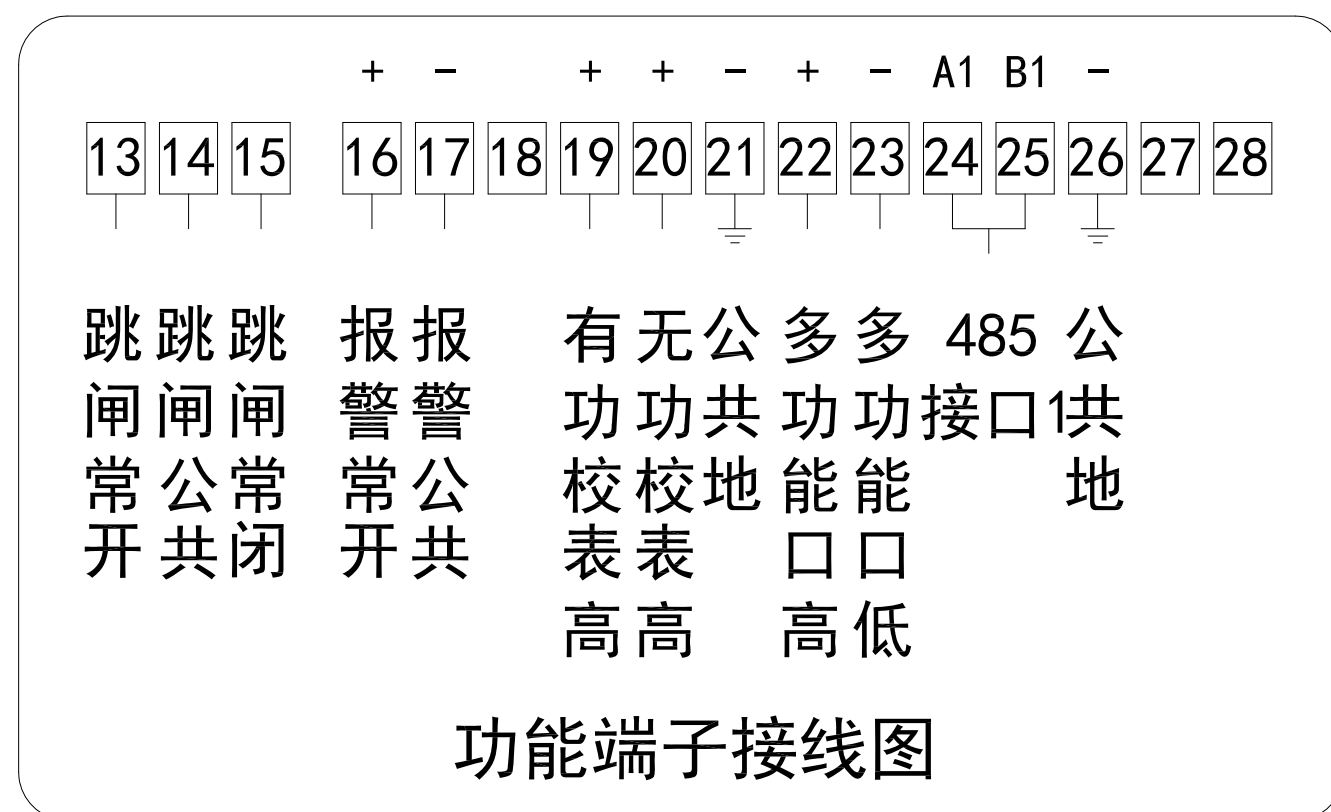 + − + + − + − A1 B1 −
13 14 15 16 17 18 19 20 21 22 23 24 25 26 27 28
跳闸常开
跳闸公共
跳闸常闭
报警常开
报警公共
有功校表高
无功校表高
公共地
多功能口高
多功能口低
485
接口1
公共地
功能端子接线图